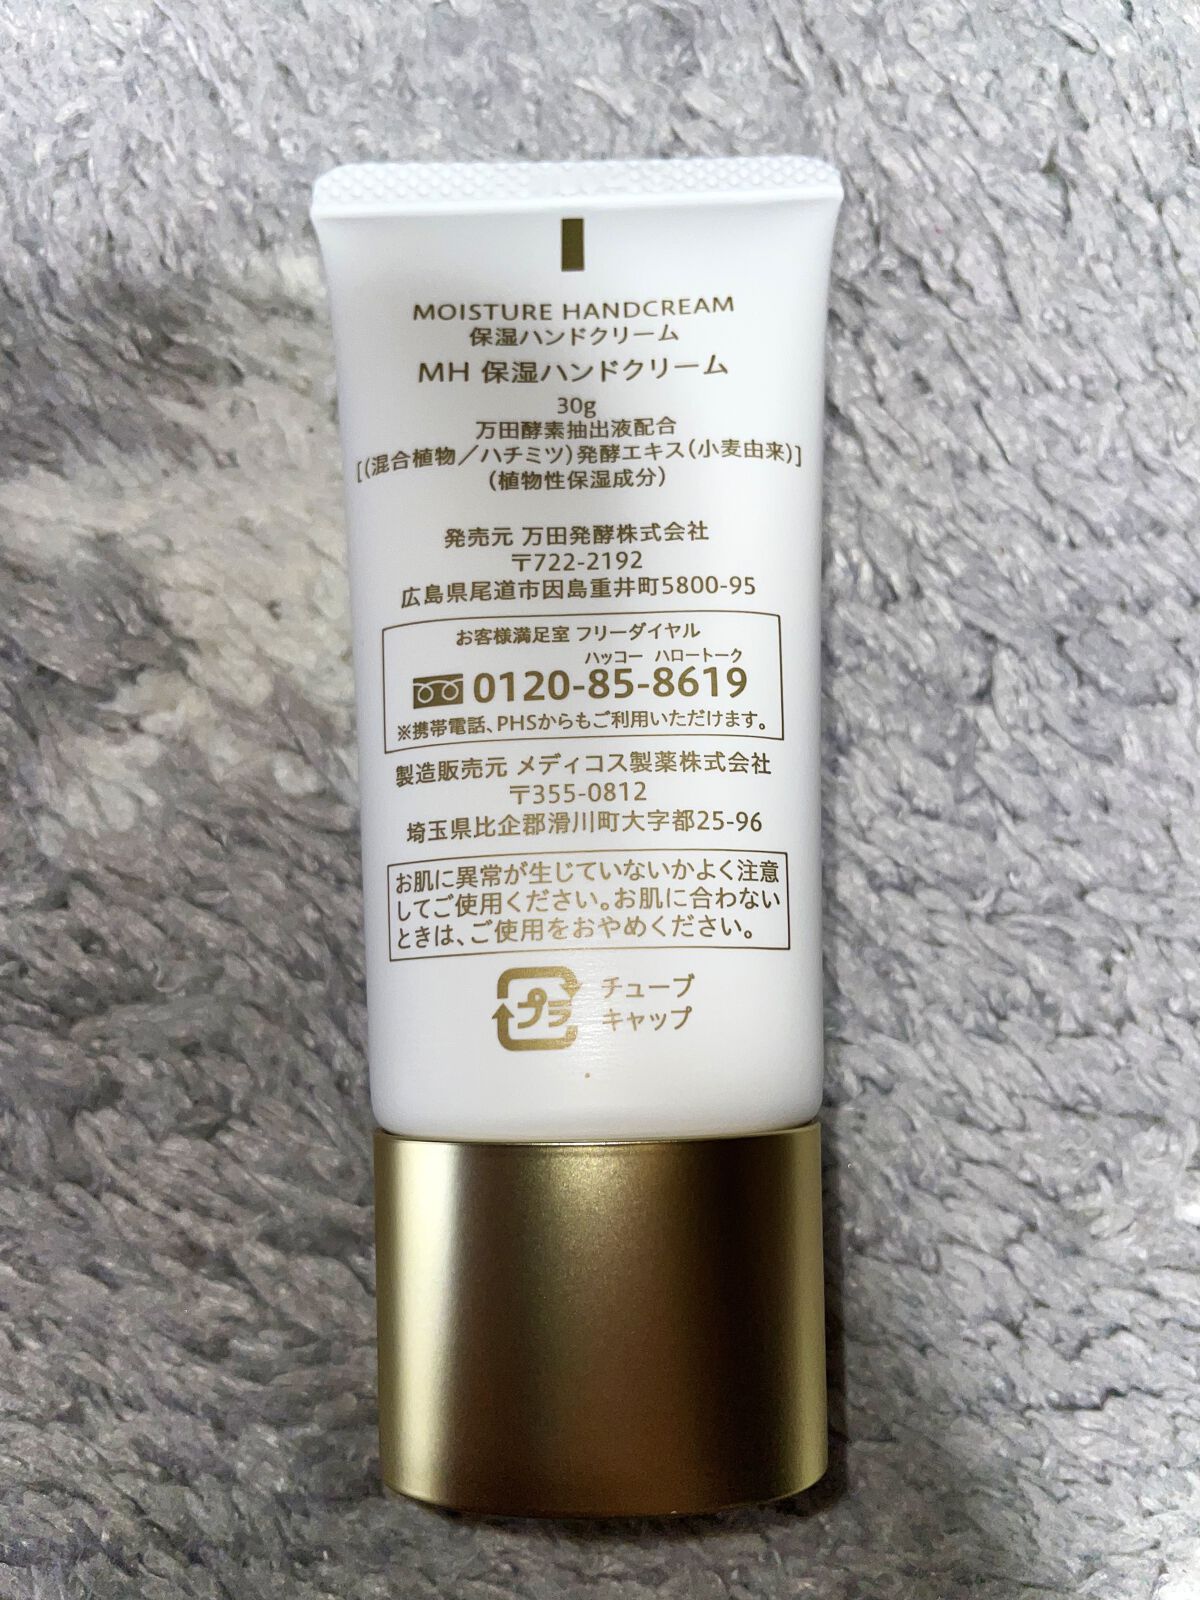 MOISTURE HANDCREAM
保湿ハンドクリーム
MH 保湿ハンドクリーム
30g
万田酵素抽出液配合
[(混合植物／ハチミツ)発酵エキス(小麦由来)]
(植物性保湿成分)
発売元 万田発酵株式会社
〒722-2192
広島県尾道市因島重井町5800-95
お客様満足室 フリーダイヤル
ハッコー ハロートーク
0120-85-8619
※携帯電話、PHSからもご利用いただけます。
製造販売元 メディコス製薬株式会社
〒355-0812
埼玉県比企郡滑川町大字都25-96
お肌に異常が生じていないかよく注意
してご使用ください。お肌に合わない
ときは、ご使用をおやめください。
プラ
チューブ
キャップ